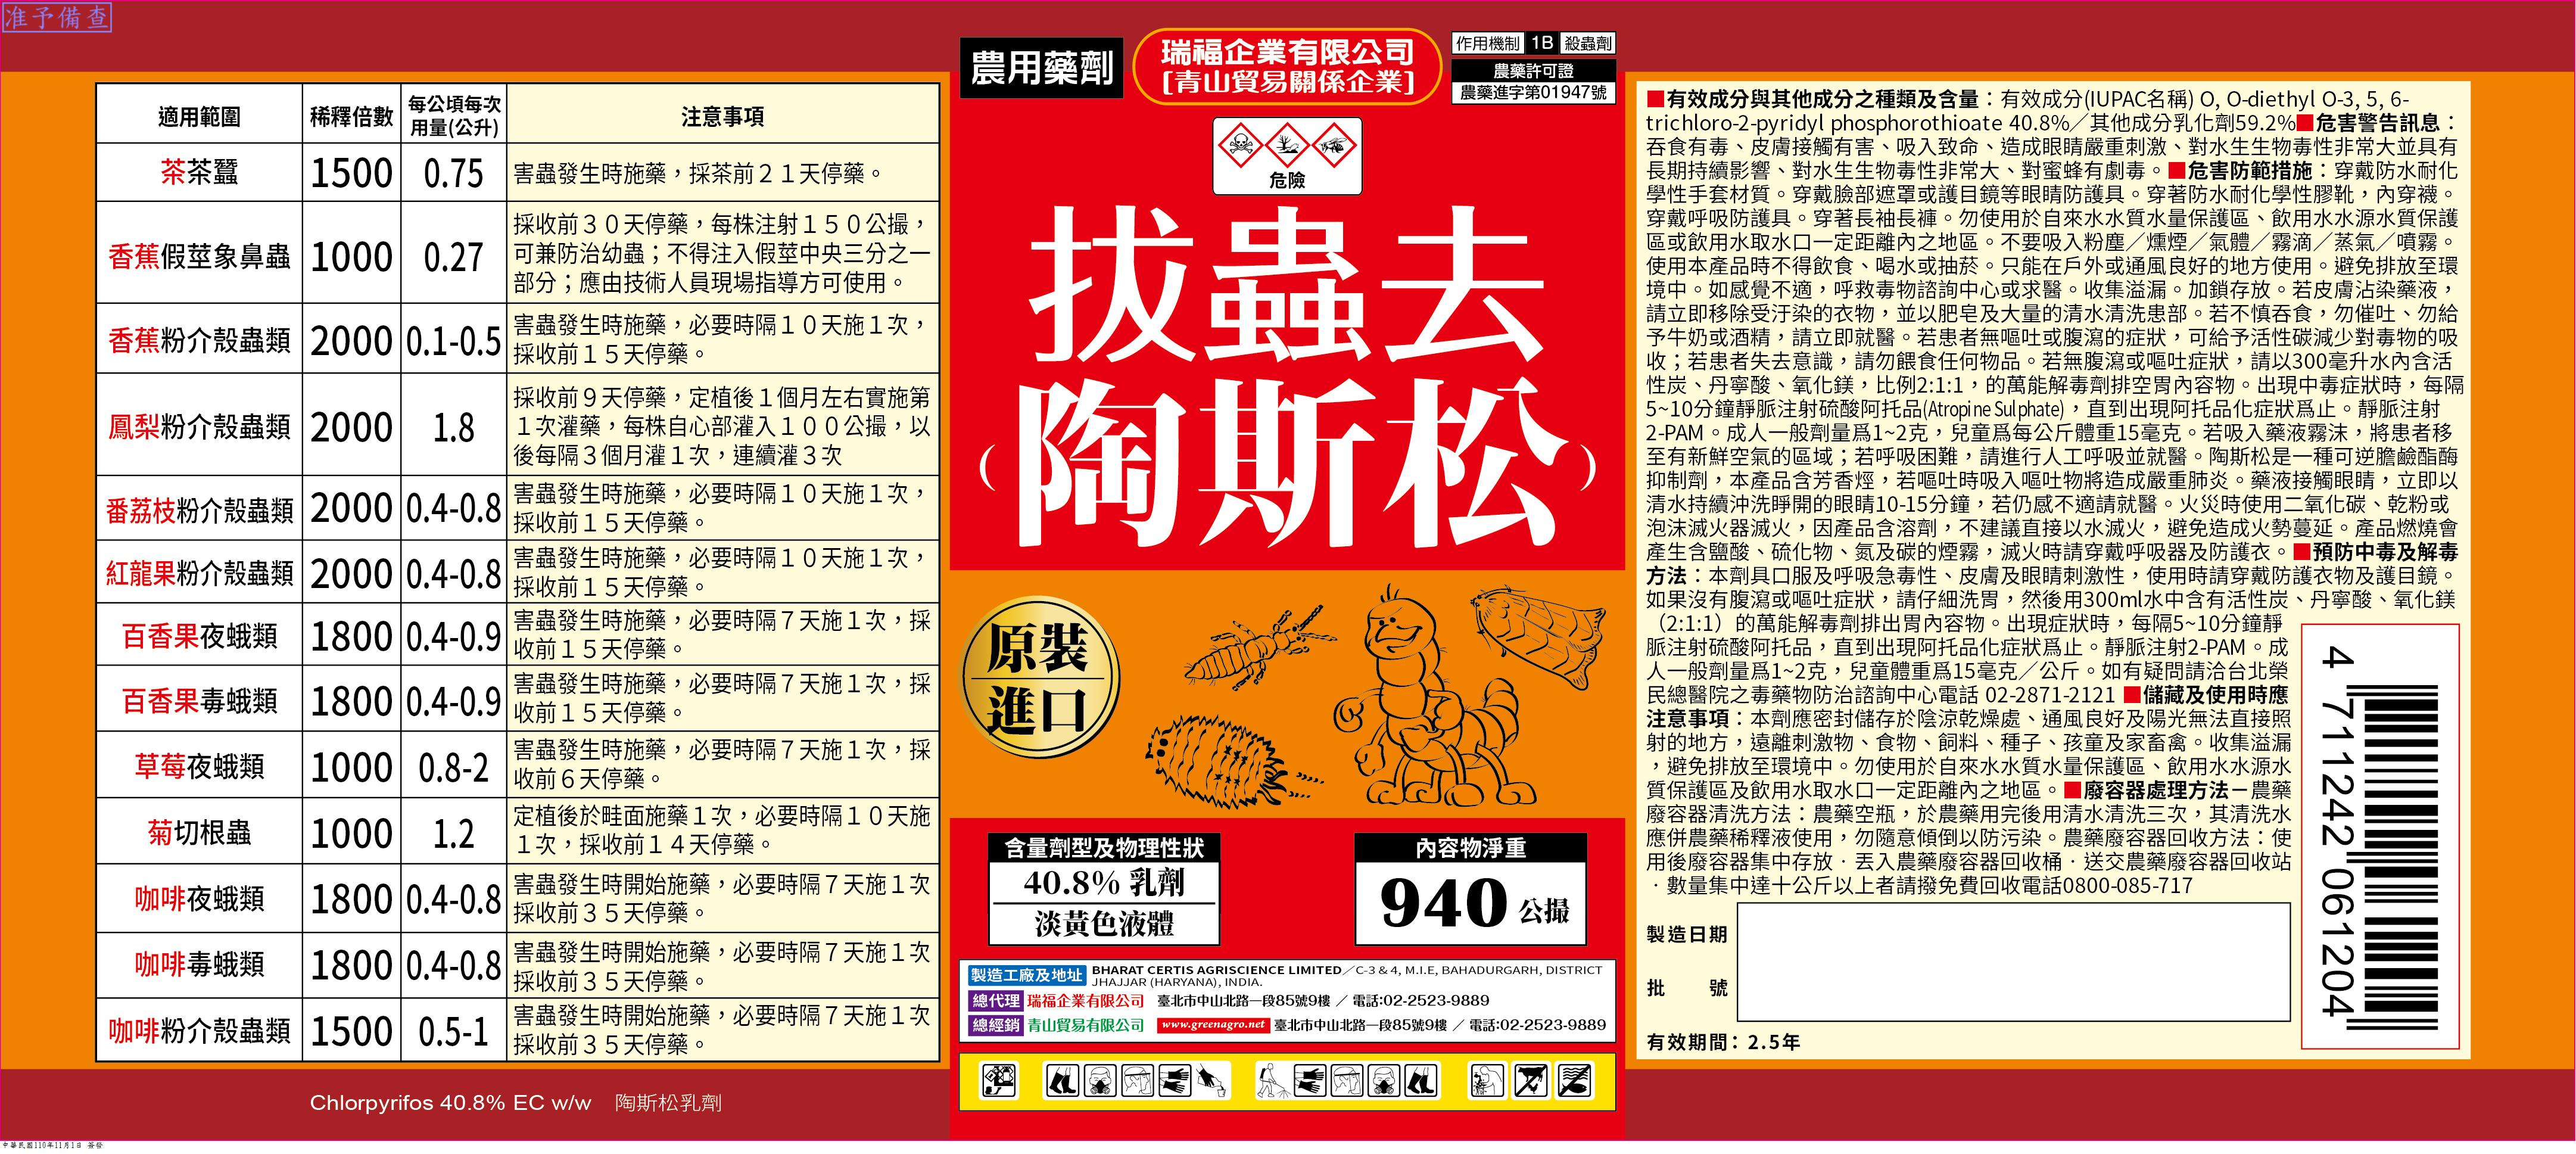 准予備查
適用範圍 稀釋倍數 每公頃每次用量(公升) 注意事項
茶茶蠶 1500 0.75 害蟲發生時施藥，採茶前２１天停藥。
香蕉假莖象鼻蟲 1000 0.27 採收前３０天停藥，每株注射１５０公撮，
可兼防治幼蟲；不得注入假莖中央三分之一
部分；應由技術人員現場指導方可使用。
香蕉粉介殼蟲類 2000 0.1-0.5 害蟲發生時施藥，必要時隔１０天施１次，
採收前１５天停藥。
鳳梨粉介殼蟲類 2000 1.8 採收前９天停藥，定植後１個月左右實施第
１次灌藥，每株自心部灌入１００公撮，以
後每隔３個月灌１次，連續灌３次
番荔枝粉介殼蟲類 2000 0.4-0.8 害蟲發生時施藥，必要時隔１０天施１次，
採收前１５天停藥。
紅龍果粉介殼蟲類 2000 0.4-0.8 害蟲發生時施藥，必要時隔１０天施１次，
採收前１５天停藥。
百香果夜蛾類 1800 0.4-0.9 害蟲發生時施藥，必要時隔７天施１次，採
收前１５天停藥。
百香果毒蛾類 1800 0.4-0.9 害蟲發生時施藥，必要時隔７天施１次，採
收前１５天停藥。
草莓夜蛾類 1000 0.8-2 害蟲發生時施藥，必要時隔７天施１次，採
收前６天停藥。
菊切根蟲 1000 1.2 定植後於畦面施藥１次，必要時隔１０天施
１次，採收前１４天停藥。
咖啡夜蛾類 1800 0.4-0.8 害蟲發生時開始施藥，必要時隔７天施１次
採收前３５天停藥。
咖啡毒蛾類 1800 0.4-0.8 害蟲發生時開始施藥，必要時隔７天施１次
採收前３５天停藥。
咖啡粉介殼蟲類 1500 0.5-1 害蟲發生時開始施藥，必要時隔７天施１次
採收前３５天停藥。
Chlorpyrifos 40.8% EC w/w 陶斯松乳劑
中華民國110年11月1日 簽發
農用藥劑
瑞福企業有限公司
[青山貿易關係企業]
作用機制 1B 殺蟲劑
農藥許可證
農藥進字第01947號
危險
拔蟲去
(陶斯松)
原裝
進口
含量劑型及物理性狀
40.8% 乳劑
淡黃色液體
內容物淨重
940 公撮
製造工廠及地址 BHARAT CERTIS AGRISCIENCE LIMITED／C-3 & 4, M.I.E, BAHADURGARH, DISTRICT
JHAJJAR (HARYANA), INDIA.
總代理 瑞福企業有限公司 臺北市中山北路一段85號9樓 ／ 電話:02-2523-9889
總經銷 青山貿易有限公司 www.greenagro.net 臺北市中山北路一段85號9樓 ／ 電話:02-2523-9889
■有效成分與其他成分之種類及含量：有效成分(IUPAC名稱) O, O-diethyl O-3, 5, 6-
trichloro-2-pyridyl phosphorothioate 40.8%／其他成分乳化劑59.2%■危害警告訊息：
吞食有毒、皮膚接觸有害、吸入致命、造成眼睛嚴重刺激、對水生生物毒性非常大並具有
長期持續影響、對水生生物毒性非常大、對蜜蜂有劇毒。■危害防範措施：穿戴防水耐化
學性手套材質。穿戴臉部遮罩或護目鏡等眼睛防護具。穿著防水耐化學性膠靴，內穿襪。
穿戴呼吸防護具。穿著長袖長褲。勿使用於自來水水質水量保護區、飲用水水源水質保護
區或飲用水取水口一定距離內之地區。不要吸入粉塵／燻煙／氣體／霧滴／蒸氣／噴霧。
使用本產品時不得飲食、喝水或抽菸。只能在戶外或通風良好的地方使用。避免排放至環
境中。如感覺不適，呼救毒物諮詢中心或求醫。收集溢漏。加鎖存放。若皮膚沾染藥液，
請立即移除受汙染的衣物，並以肥皂及大量的清水清洗患部。若不慎吞食，勿催吐、勿給
予牛奶或酒精，請立即就醫。若患者無嘔吐或腹瀉的症狀，可給予活性碳減少對毒物的吸
收；若患者失去意識，請勿餵食任何物品。若無腹瀉或嘔吐症狀，請以300毫升水內含活
性炭、丹寧酸、氧化鎂，比例2:1:1，的萬能解毒劑排空胃內容物。出現中毒症狀時，每隔
5~10分鐘靜脈注射硫酸阿托品(Atropine Sulphate)，直到出現阿托品化症狀爲止。靜脈注射
2-PAM。成人一般劑量爲1~2克，兒童爲每公斤體重15毫克。若吸入藥液霧沫，將患者移
至有新鮮空氣的區域；若呼吸困難，請進行人工呼吸並就醫。陶斯松是一種可逆膽鹼酯酶
抑制劑，本產品含芳香烴，若嘔吐時吸入嘔吐物將造成嚴重肺炎。藥液接觸眼睛，立即以
清水持續沖洗睜開的眼睛10-15分鐘，若仍感不適請就醫。火災時使用二氧化碳、乾粉或
泡沫滅火器滅火，因產品含溶劑，不建議直接以水滅火，避免造成火勢蔓延。產品燃燒會
產生含鹽酸、硫化物、氮及碳的煙霧，滅火時請穿戴呼吸器及防護衣。■預防中毒及解毒
方法：本劑具口服及呼吸急毒性、皮膚及眼睛刺激性，使用時請穿戴防護衣物及護目鏡。
如果沒有腹瀉或嘔吐症狀，請仔細洗胃，然後用300ml水中含有活性炭、丹寧酸、氧化鎂
（2:1:1）的萬能解毒劑排出胃內容物。出現症狀時，每隔5~10分鐘靜
脈注射硫酸阿托品，直到出現阿托品化症狀爲止。靜脈注射2-PAM。成
人一般劑量爲1~2克，兒童體重爲15毫克／公斤。如有疑問請洽台北榮
民總醫院之毒藥物防治諮詢中心電話 02-2871-2121 ■儲藏及使用時應
注意事項：本劑應密封儲存於陰涼乾燥處、通風良好及陽光無法直接照
射的地方，遠離刺激物、食物、飼料、種子、孩童及家畜禽。收集溢漏
，避免排放至環境中。勿使用於自來水水質水量保護區、飲用水水源水
質保護區及飲用水取水口一定距離內之地區。■廢容器處理方法－農藥
廢容器清洗方法：農藥空瓶，於農藥用完後用清水清洗三次，其清洗水
應併農藥稀釋液使用，勿隨意傾倒以防污染。農藥廢容器回收方法：使
用後廢容器集中存放．丟入農藥廢容器回收桶．送交農藥廢容器回收站
．數量集中達十公斤以上者請撥免費回收電話0800-085-717
製造日期
批 號
有效期間：2.5年
4 711242 061204